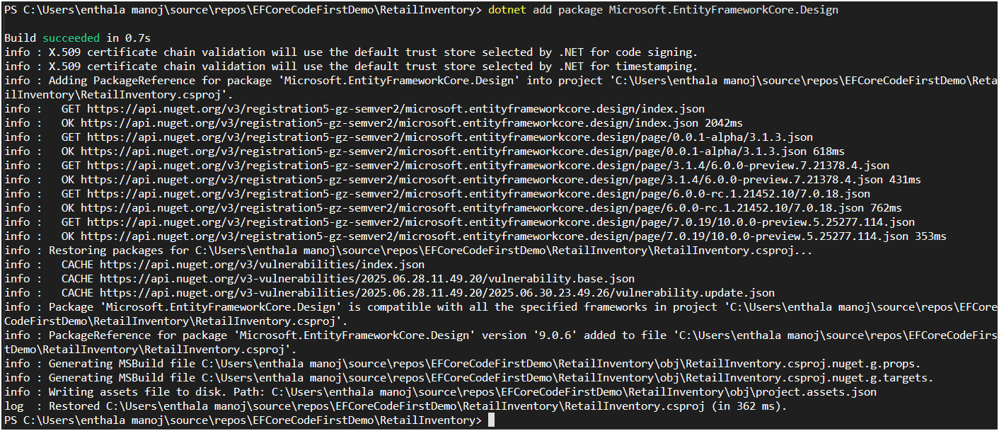 PS C:\Users\enthala manoj\source\repos\EFCoreCodeFirstDemo\RetailInventory> dotnet add package Microsoft.EntityFrameworkCore.Design
Build succeeded in 0.7s
info : X.509 certificate chain validation will use the default trust store selected by .NET for code signing.
info : X.509 certificate chain validation will use the default trust store selected by .NET for timestamping.
info : Adding PackageReference for package 'Microsoft.EntityFrameworkCore.Design' into project 'C:\Users\enthala manoj\source\repos\EFCoreCodeFirstDemo\Reta
ilInventory\RetailInventory.csproj'.
info :   GET https://api.nuget.org/v3/registration5-gz-semver2/microsoft.entityframeworkcore.design/index.json
info :   OK https://api.nuget.org/v3/registration5-gz-semver2/microsoft.entityframeworkcore.design/index.json 2042ms
info :   GET https://api.nuget.org/v3/registration5-gz-semver2/microsoft.entityframeworkcore.design/page/0.0.1-alpha/3.1.3.json
info :   OK https://api.nuget.org/v3/registration5-gz-semver2/microsoft.entityframeworkcore.design/page/0.0.1-alpha/3.1.3.json 618ms
info :   GET https://api.nuget.org/v3/registration5-gz-semver2/microsoft.entityframeworkcore.design/page/3.1.4/6.0.0-preview.7.21378.4.json
info :   OK https://api.nuget.org/v3/registration5-gz-semver2/microsoft.entityframeworkcore.design/page/3.1.4/6.0.0-preview.7.21378.4.json 431ms
info :   GET https://api.nuget.org/v3/registration5-gz-semver2/microsoft.entityframeworkcore.design/page/6.0.0-rc.1.21452.10/7.0.18.json
info :   OK https://api.nuget.org/v3/registration5-gz-semver2/microsoft.entityframeworkcore.design/page/6.0.0-rc.1.21452.10/7.0.18.json 762ms
info :   GET https://api.nuget.org/v3/registration5-gz-semver2/microsoft.entityframeworkcore.design/page/7.0.19/10.0.0-preview.5.25277.114.json
info :   OK https://api.nuget.org/v3/registration5-gz-semver2/microsoft.entityframeworkcore.design/page/7.0.19/10.0.0-preview.5.25277.114.json 353ms
info : Restoring packages for C:\Users\enthala manoj\source\repos\EFCoreCodeFirstDemo\RetailInventory\RetailInventory.csproj...
info :   CACHE https://api.nuget.org/v3/vulnerabilities/index.json
info :   CACHE https://api.nuget.org/v3-vulnerabilities/2025.06.28.11.49.20/vulnerability.base.json
info :   CACHE https://api.nuget.org/v3-vulnerabilities/2025.06.28.11.49.20/2025.06.30.23.49.26/vulnerability.update.json
info : Package 'Microsoft.EntityFrameworkCore.Design' is compatible with all the specified frameworks in project 'C:\Users\enthala manoj\source\repos\EFCore
CodeFirstDemo\RetailInventory\RetailInventory.csproj'.
info : PackageReference for package 'Microsoft.EntityFrameworkCore.Design' version '9.0.6' added to file 'C:\Users\enthala manoj\source\repos\EFCoreCodeFirs
tDemo\RetailInventory\RetailInventory.csproj'.
info : Generating MSBuild file C:\Users\enthala manoj\source\repos\EFCoreCodeFirstDemo\RetailInventory\obj\RetailInventory.csproj.nuget.g.props.
info : Generating MSBuild file C:\Users\enthala manoj\source\repos\EFCoreCodeFirstDemo\RetailInventory\obj\RetailInventory.csproj.nuget.g.targets.
info : Writing assets file to disk. Path: C:\Users\enthala manoj\source\repos\EFCoreCodeFirstDemo\RetailInventory\obj\project.assets.json
log  : Restored C:\Users\enthala manoj\source\repos\EFCoreCodeFirstDemo\RetailInventory\RetailInventory.csproj (in 362 ms).
PS C:\Users\enthala manoj\source\repos\EFCoreCodeFirstDemo\RetailInventory>